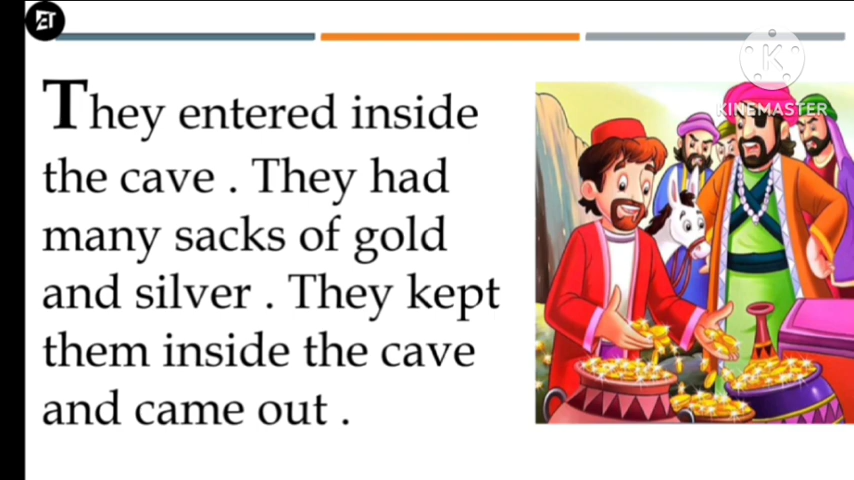 ET
KINEMASTER
They entered inside
the cave . They had
many sacks of gold
and silver . They kept
them inside the cave
and came out .